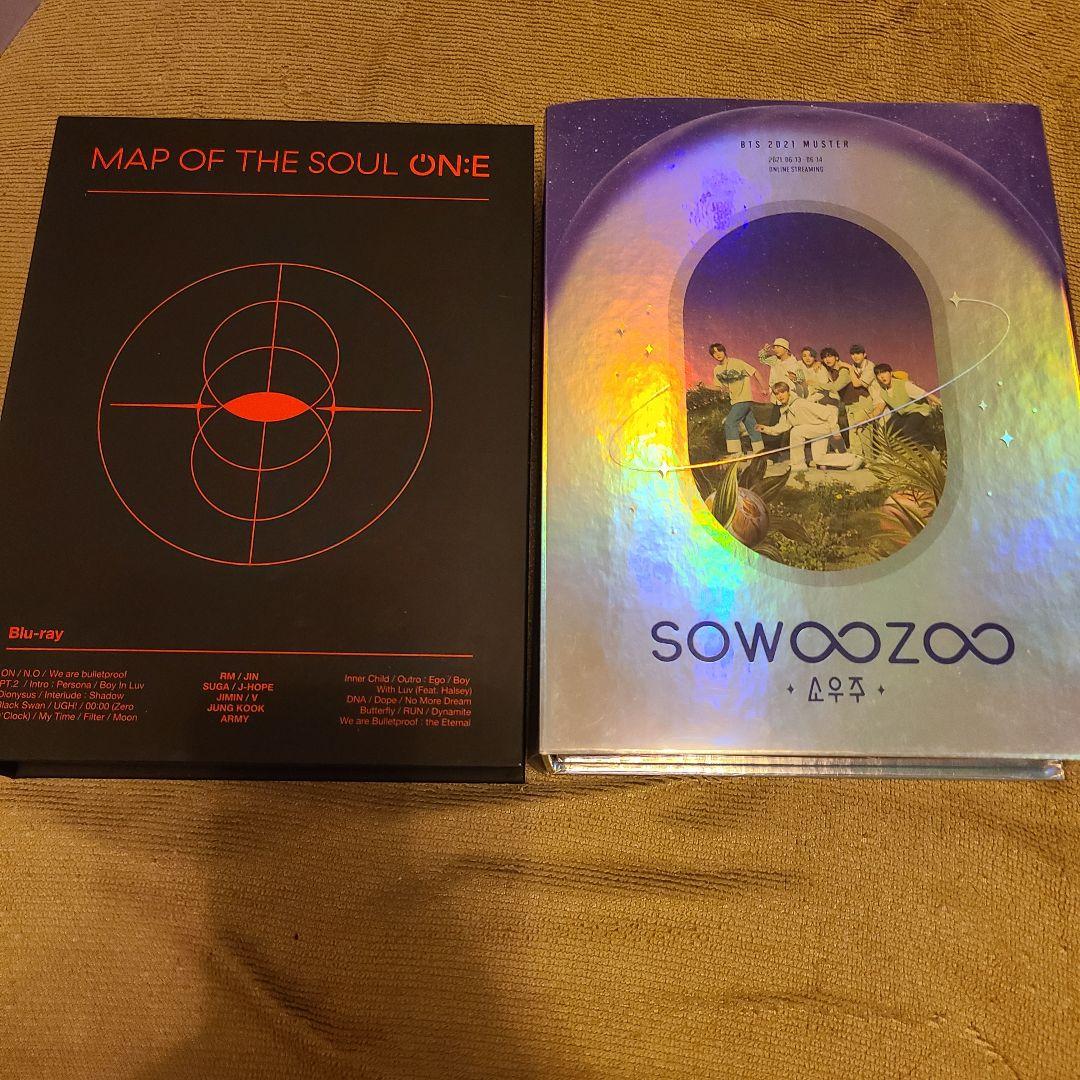 MAP OF THE SOUL ON:E
Blu-ray
ON / N.O / We are bulletproof
PT.2 / Intro : Persona / Boy In Luv
Dionysus / Interlude : Shadow
Black Swan / UGH! / 00:00 (Zero
O'Clock) / My Time / Filter / Moon
RM / JIN
SUGA / J-HOPE
JIMIN / V
JUNG KOOK
ARMY
Inner Child / Outro : Ego / Boy
With Luv (Feat. Halsey)
DNA / Dope / No More Dream
Butterfly / RUN / Dynamite
We are Bulletproof : the Eternal
BTS 2021 MUSTER
2021.06.13 - 06.14
ONLINE STREAMING
SOWOOZOO
소우주